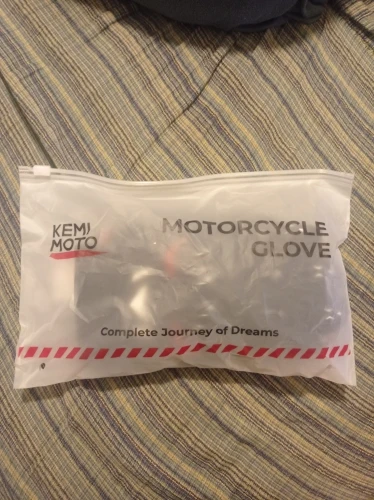 KEMI
MOTO
MOTORCYCLE
GLOVE
Complete Journey of Dreams